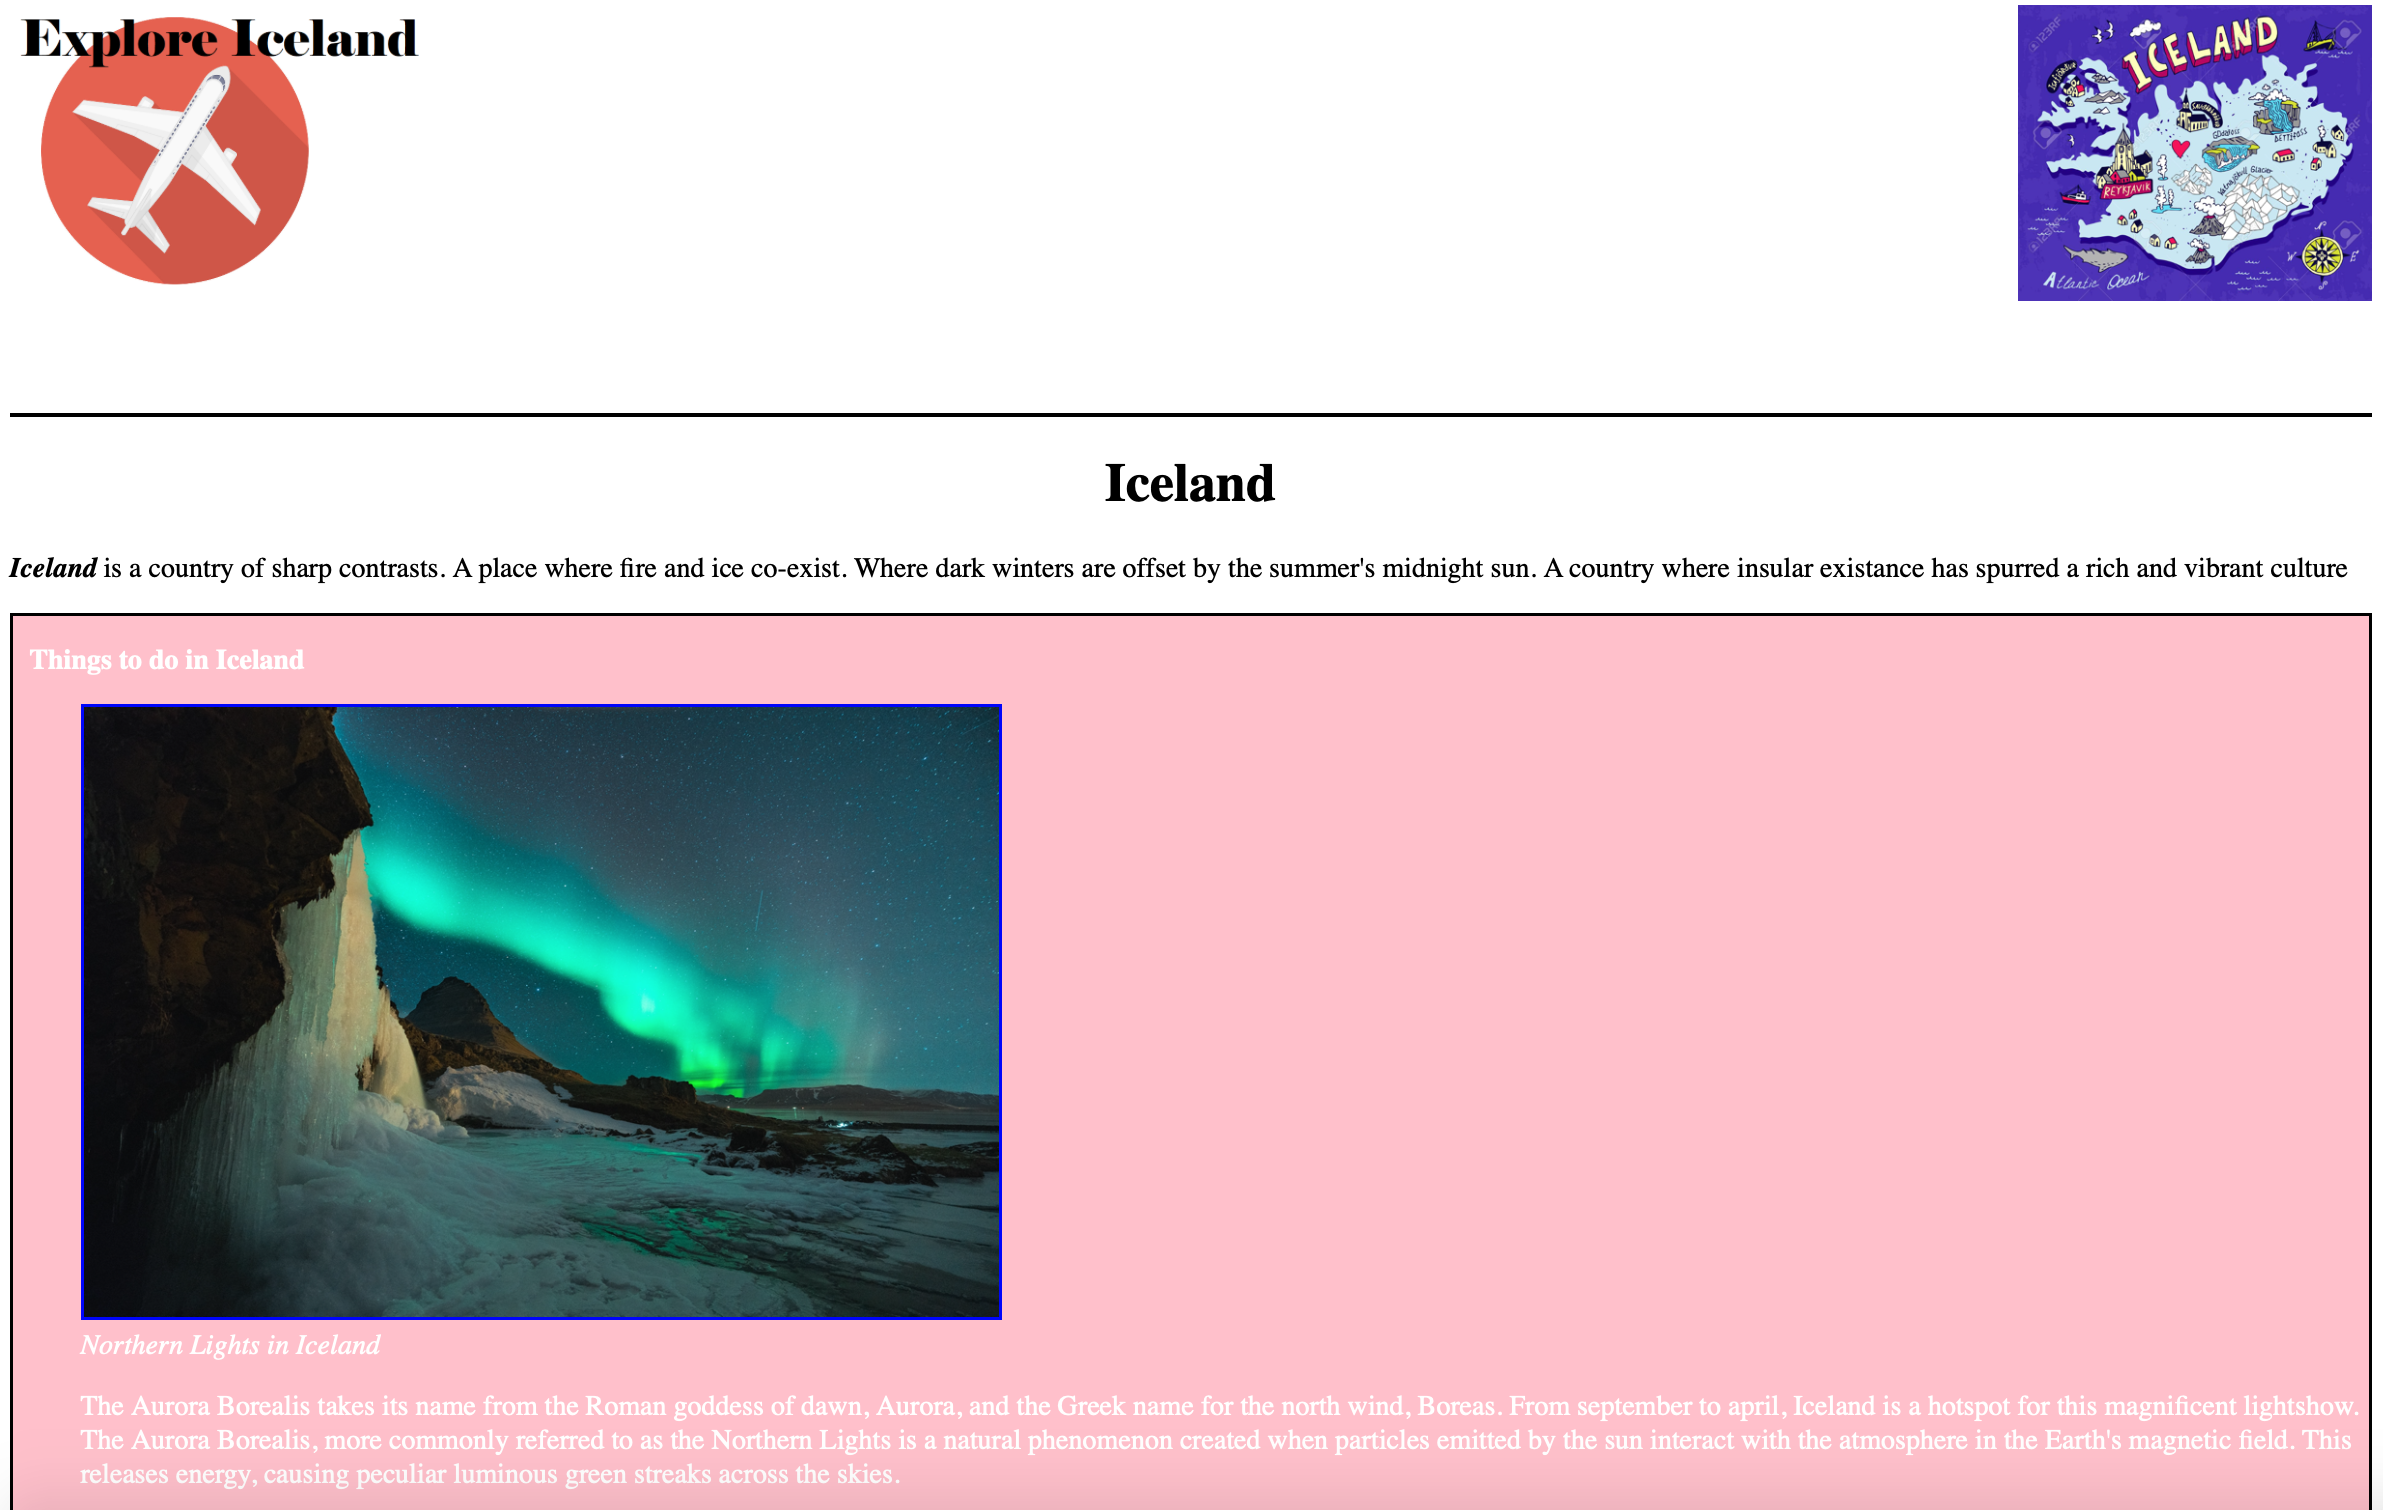 Explore Iceland
ICELAND
Goðafoss
DETTIFOSS
Vatnajökull Glacier
REYKJAVIK
N
W
E
S
Atlantic Ocean
123RF
Iceland
Iceland is a country of sharp contrasts. A place where fire and ice co-exist. Where dark winters are offset by the summer's midnight sun. A country where insular existance has spurred a rich and vibrant culture
Things to do in Iceland
Northern Lights in Iceland
The Aurora Borealis takes its name from the Roman goddess of dawn, Aurora, and the Greek name for the north wind, Boreas. From september to april, Iceland is a hotspot for this magnificent lightshow.
The Aurora Borealis, more commonly referred to as the Northern Lights is a natural phenomenon created when particles emitted by the sun interact with the atmosphere in the Earth's magnetic field. This
releases energy, causing peculiar luminous green streaks across the skies.